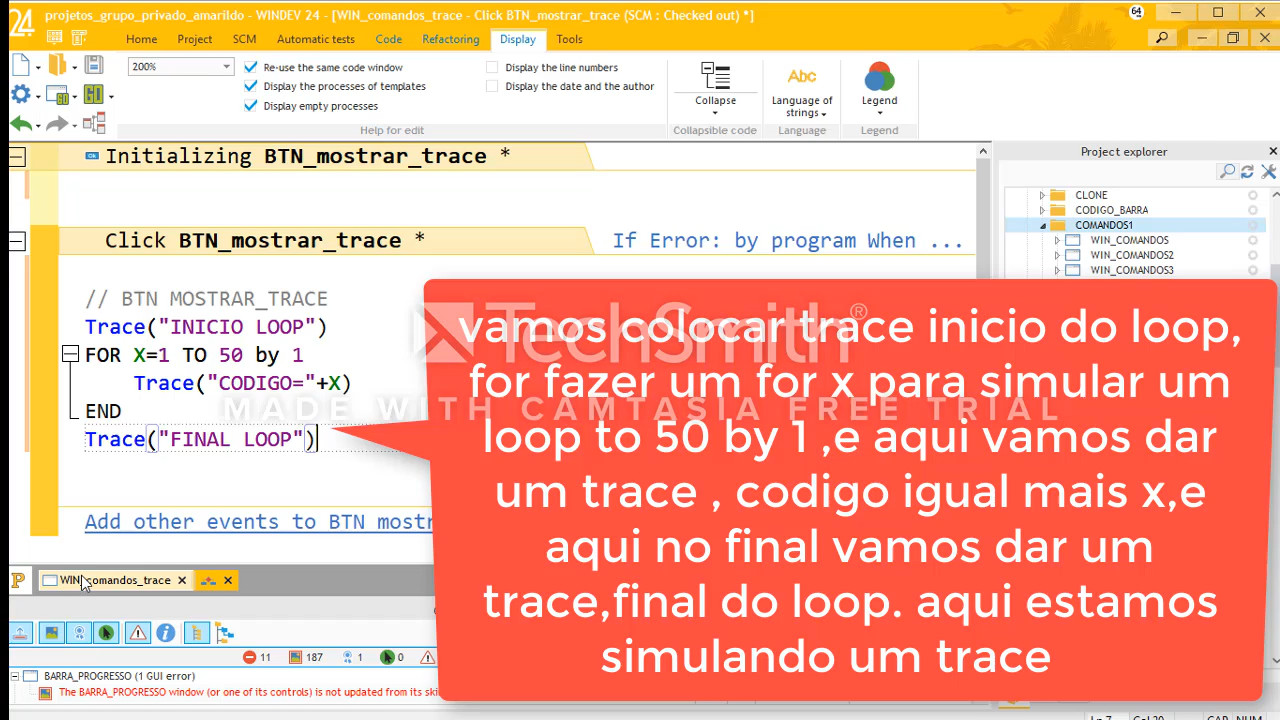 projetos_grupo_privado_amarildo - WINDEV 24 - [WIN_comandos_trace - Click BTN_mostrar_trace (SCM : Checked out) *]
64
24
Home Project SCM Automatic tests Code Refactoring Display Tools
200%
Re-use the same code window
Display the processes of templates
Display empty processes
Display the line numbers
Display the date and the author
Help for edit
Collapse
Collapsible code
Abc
Language of strings
Language
Legend
Legend
Initializing BTN_mostrar_trace *
Click BTN_mostrar_trace * If Error: by program When ...
// BTN MOSTRAR_TRACE
Trace("INICIO LOOP")
FOR X=1 TO 50 by 1
Trace("CODIGO="+X)
END
Trace("FINAL LOOP")
Add other events to BTN mostr
Project explorer
CLONE
CODIGO_BARRA
COMANDOS1
WIN_COMANDOS
WIN_COMANDOS2
WIN_COMANDOS3
TechSmith®
MADE WITH CAMTASIA FREE TRIAL
vamos colocar trace inicio do loop,
for fazer um for x para simular um
loop to 50 by 1 ,e aqui vamos dar
um trace , codigo igual mais x,e
aqui no final vamos dar um
trace,final do loop. aqui estamos
simulando um trace
WIN_comandos_trace
11 187 1 0
BARRA_PROGRESSO (1 GUI error)
The BARRA_PROGRESSO window (or one of its controls) is not updated from its ski